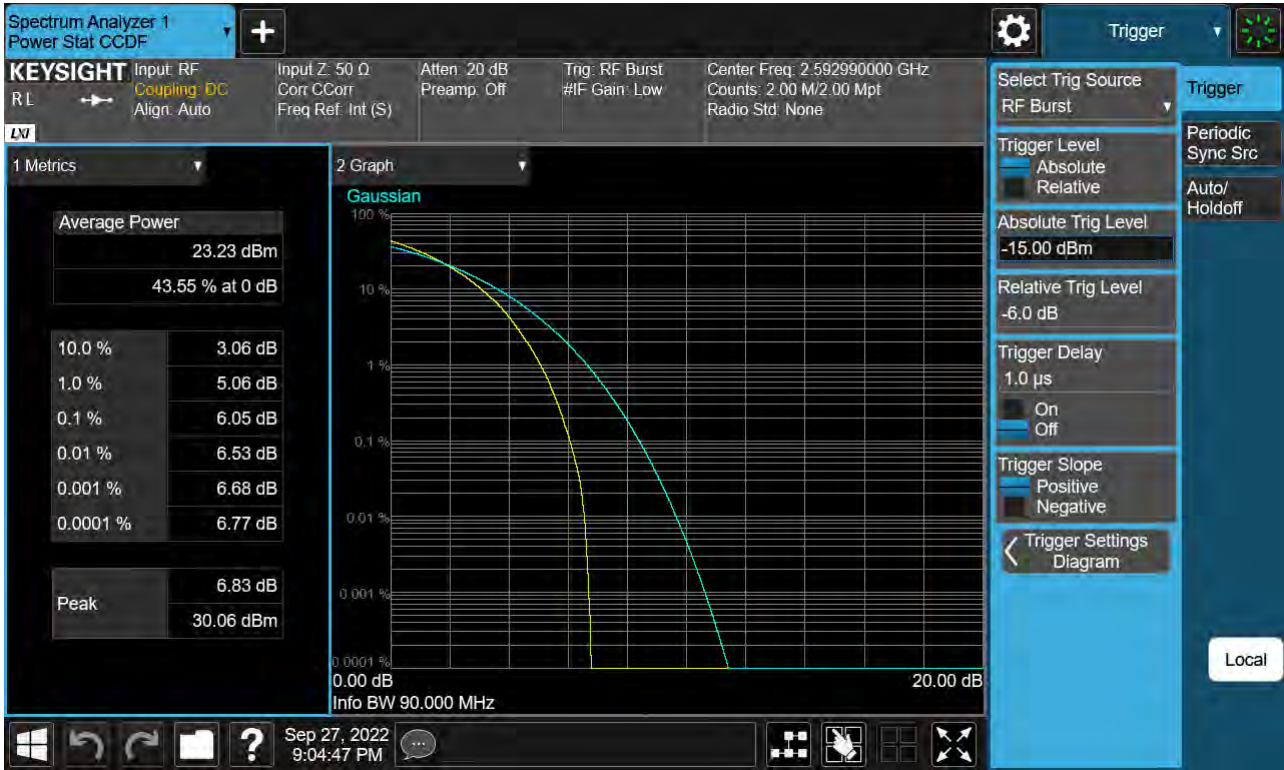 Spectrum Analyzer 1
Power Stat CCDF
+
Trigger
KEYSIGHT
R L
LXI
Input: RF
Coupling: DC
Align: Auto
Input Z: 50 Ω
Corr CCorr
Freq Ref: Int (S)
Atten: 20 dB
Preamp: Off
Trig: RF Burst
#IF Gain: Low
Center Freq: 2.592990000 GHz
Counts: 2.00 M/2.00 Mpt
Radio Std: None
1 Metrics
Average Power
23.23 dBm
43.55 % at 0 dB
10.0 % 3.06 dB
1.0 % 5.06 dB
0.1 % 6.05 dB
0.01 % 6.53 dB
0.001 % 6.68 dB
0.0001 % 6.77 dB
Peak
6.83 dB
30.06 dBm
2 Graph
Gaussian
100 %
10 %
1 %
0.1 %
0.01 %
0.001 %
0.0001 %
0.00 dB 20.00 dB
Info BW 90.000 MHz
Select Trig Source
RF Burst
Trigger Level
Absolute
Relative
Absolute Trig Level
-15.00 dBm
Relative Trig Level
-6.0 dB
Trigger Delay
1.0 µs
On
Off
Trigger Slope
Positive
Negative
Trigger Settings
Diagram
Trigger
Periodic
Sync Src
Auto/
Holdoff
Local
?
Sep 27, 2022
9:04:47 PM